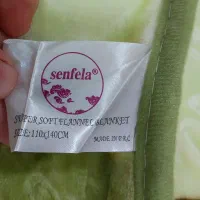 senfela®
SUPER SOFT FLANNEL BLANKET
SIZE:110X140CM
MADE IN P.R.C